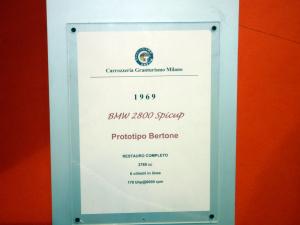 Carrozzeria Granturismo Milano
1969
BMW 2800 Spicup
Prototipo Bertone
RESTAURO COMPLETO
2788 cc
6 cilindri in linea
170 bhp@6000 rpm